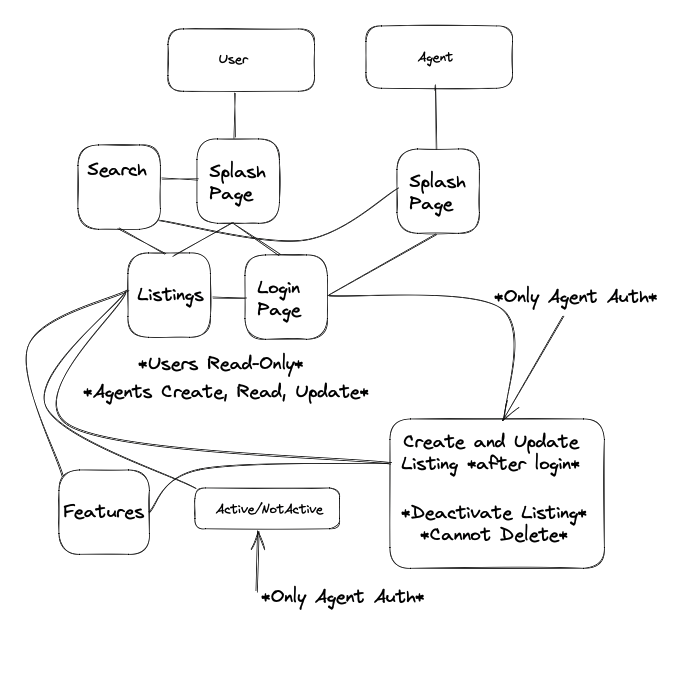 User
Agent
Search
Splash
Page
Splash
Page
Listings
Login
Page
*Only Agent Auth*
*Users Read-Only*
*Agents Create, Read, Update*
Create and Update
Listing *after login*
*Deactivate Listing*
*Cannot Delete*
Features
Active/NotActive
*Only Agent Auth*